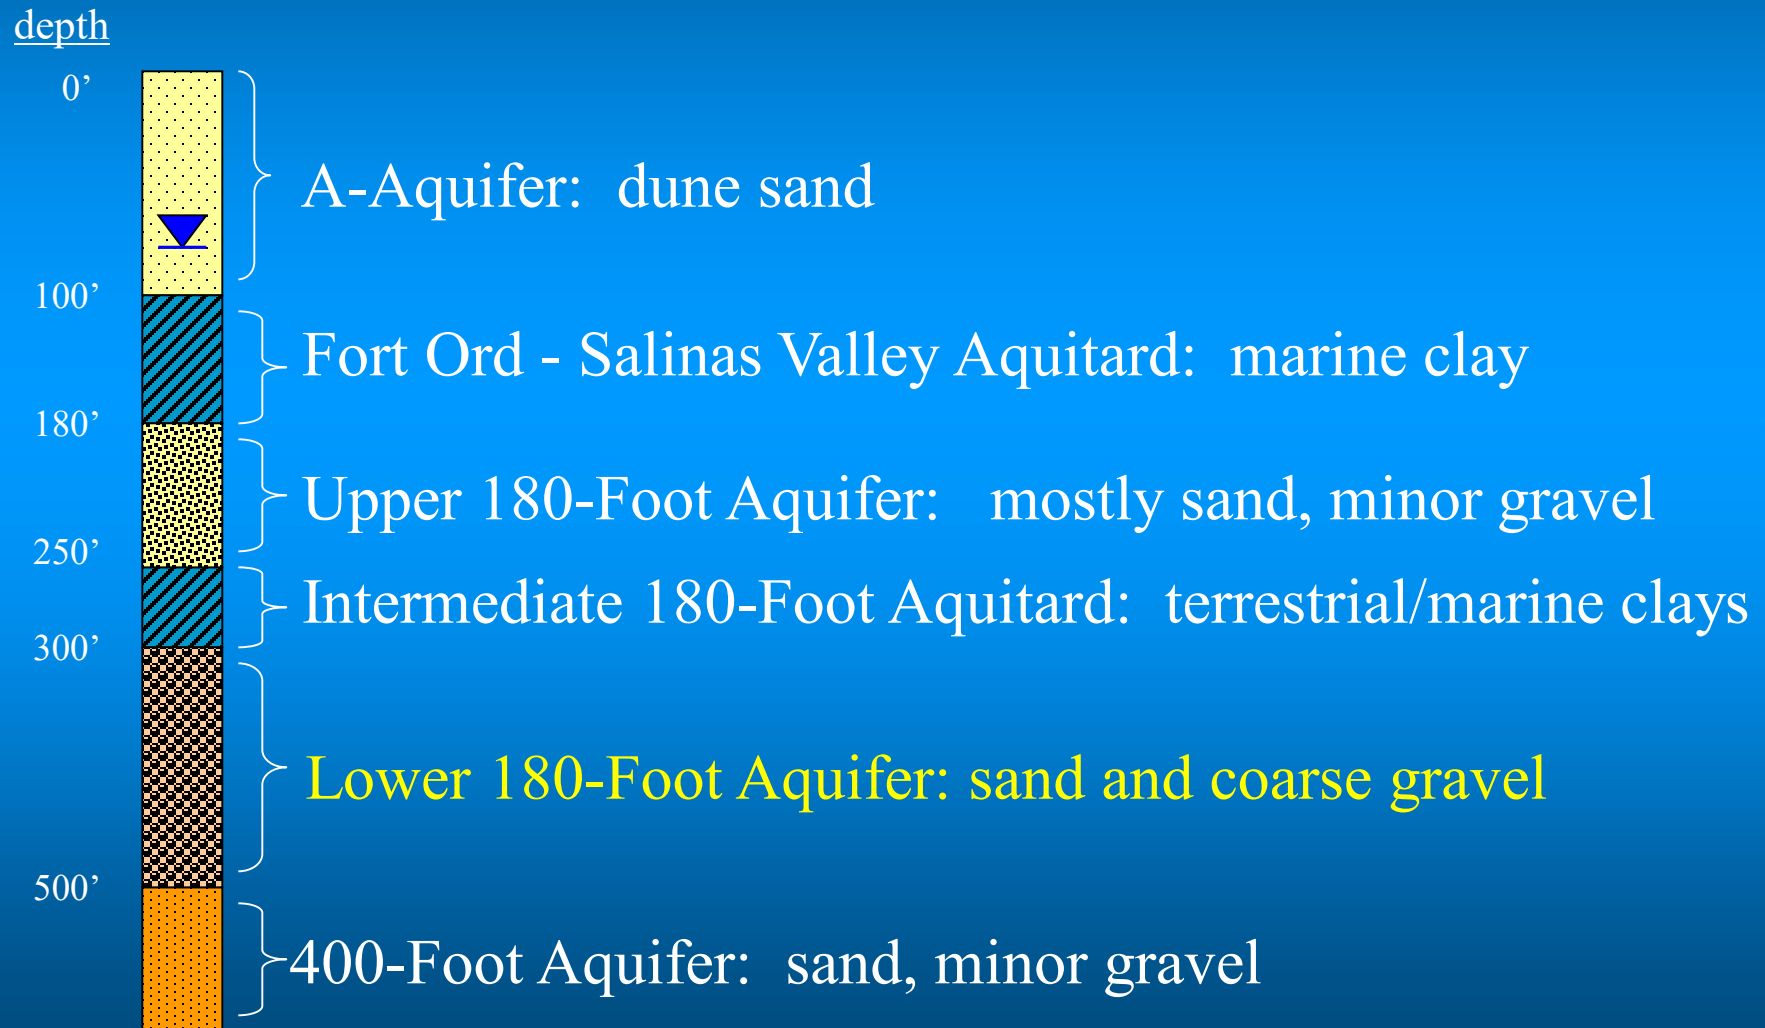 depth
0’
A-Aquifer: dune sand
100’
Fort Ord - Salinas Valley Aquitard: marine clay
180’
Upper 180-Foot Aquifer: mostly sand, minor gravel
250’
Intermediate 180-Foot Aquitard: terrestrial/marine clays
300’
Lower 180-Foot Aquifer: sand and coarse gravel
500’
400-Foot Aquifer: sand, minor gravel